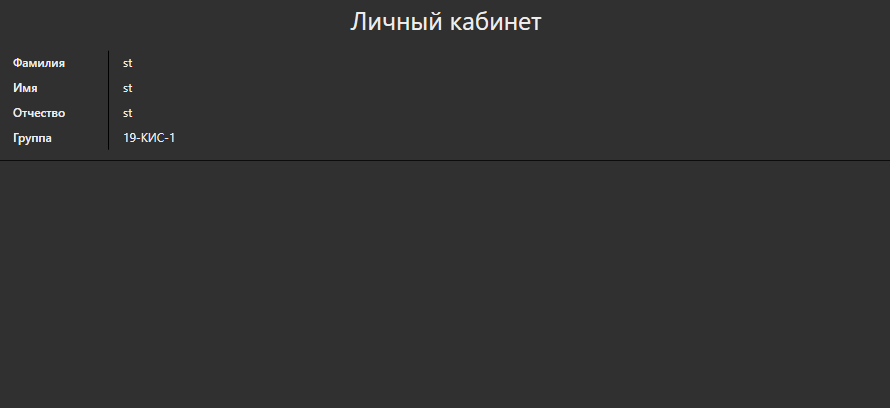 Личный кабинет
Фамилия st
Имя st
Отчество st
Группа 19-КИС-1